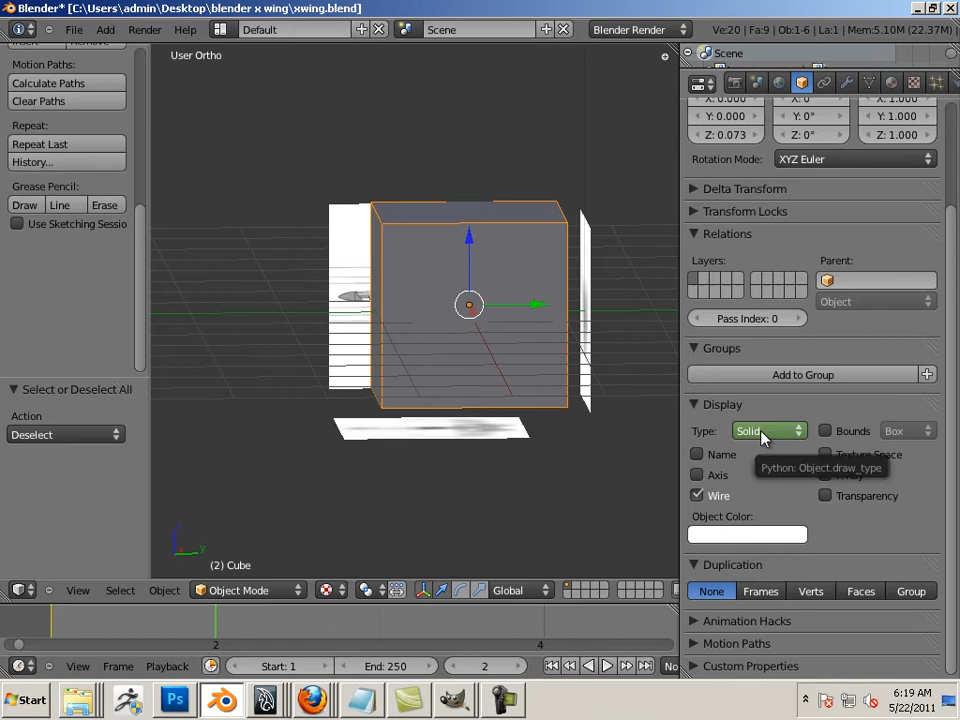 Blender* [C:\Users\admin\Desktop\blender x wing\xwing.blend]
File Add Render Help Default Scene Blender Render Ve:20 | Fa:9 | Ob:1-6 | La:1 | Mem:5.10M (22.37M)
User Ortho
Scene
Motion Paths:
Calculate Paths
Clear Paths
Repeat:
Repeat Last
History...
Grease Pencil:
Draw Line Erase
Use Sketching Sessio
Select or Deselect All
Action
Deselect
Y: 0.000 Y: 0° Y: 1.000
Z: 0.073 Z: 0° Z: 1.000
Rotation Mode: XYZ Euler
Delta Transform
Transform Locks
Relations
Layers: Parent:
Object
Pass Index: 0
Groups
Add to Group
Display
Type: Solid Bounds Box
Name Texture Space
Python: Object.draw_type
Axis
Wire Transparency
Object Color:
Duplication
None Frames Verts Faces Group
Animation Hacks
Motion Paths
Custom Properties
z
y
(2) Cube
View Select Object Object Mode Global
2 4
View Frame Playback Start: 1 End: 250 2 No
Start Ps 6:19 AM
5/22/2011